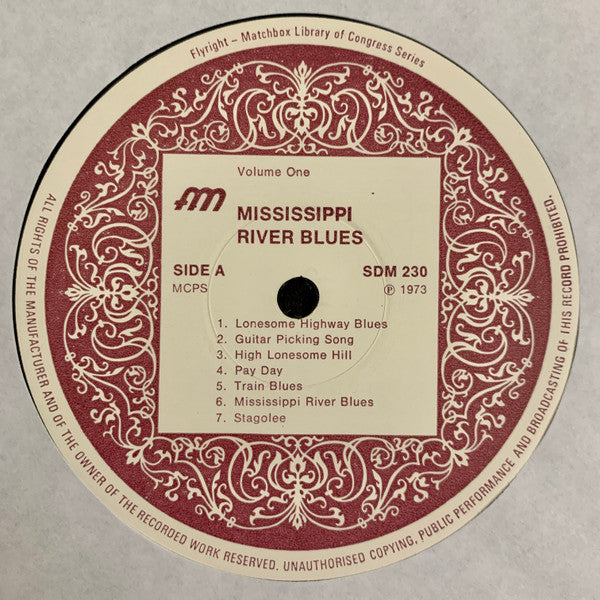 Flyright – Matchbox Library of Congress Series
Volume One
fm
MISSISSIPPI
RIVER BLUES
SIDE A SDM 230
MCPS ℗ 1973
1. Lonesome Highway Blues
2. Guitar Picking Song
3. High Lonesome Hill
4. Pay Day
5. Train Blues
6. Mississippi River Blues
7. Stagolee
ALL RIGHTS OF THE MANUFACTURER AND OF THE OWNER OF THE RECORDED WORK RESERVED. UNAUTHORISED COPYING, PUBLIC PERFORMANCE AND BROADCASTING OF THIS RECORD PROHIBITED.